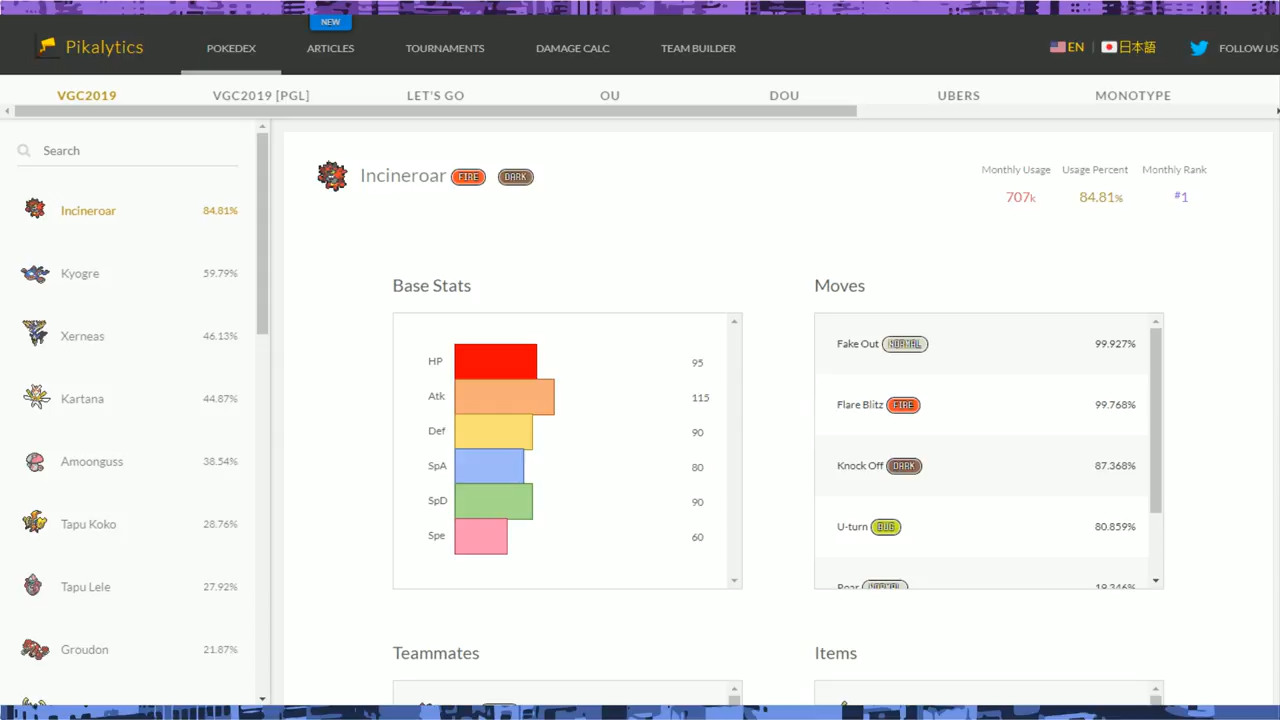 NEW
Pikalytics POKEDEX ARTICLES TOURNAMENTS DAMAGE CALC TEAM BUILDER EN | 日本語 FOLLOW US
VGC2019 VGC2019 [PGL] LET'S GO OU DOU UBERS MONOTYPE
Search
Incineroar 84.81%
Kyogre 59.79%
Xerneas 46.13%
Kartana 44.87%
Amoonguss 38.54%
Tapu Koko 28.76%
Tapu Lele 27.92%
Groudon 21.87%
Incineroar FIRE DARK
Monthly Usage Usage Percent Monthly Rank
707k 84.81% #1
Base Stats
HP 95
Atk 115
Def 90
SpA 80
SpD 90
Spe 60
Moves
Fake Out NORMAL 99.927%
Flare Blitz FIRE 99.768%
Knock Off DARK 87.368%
U-turn BUG 80.859%
Roar NORMAL 19.346%
Teammates
Items